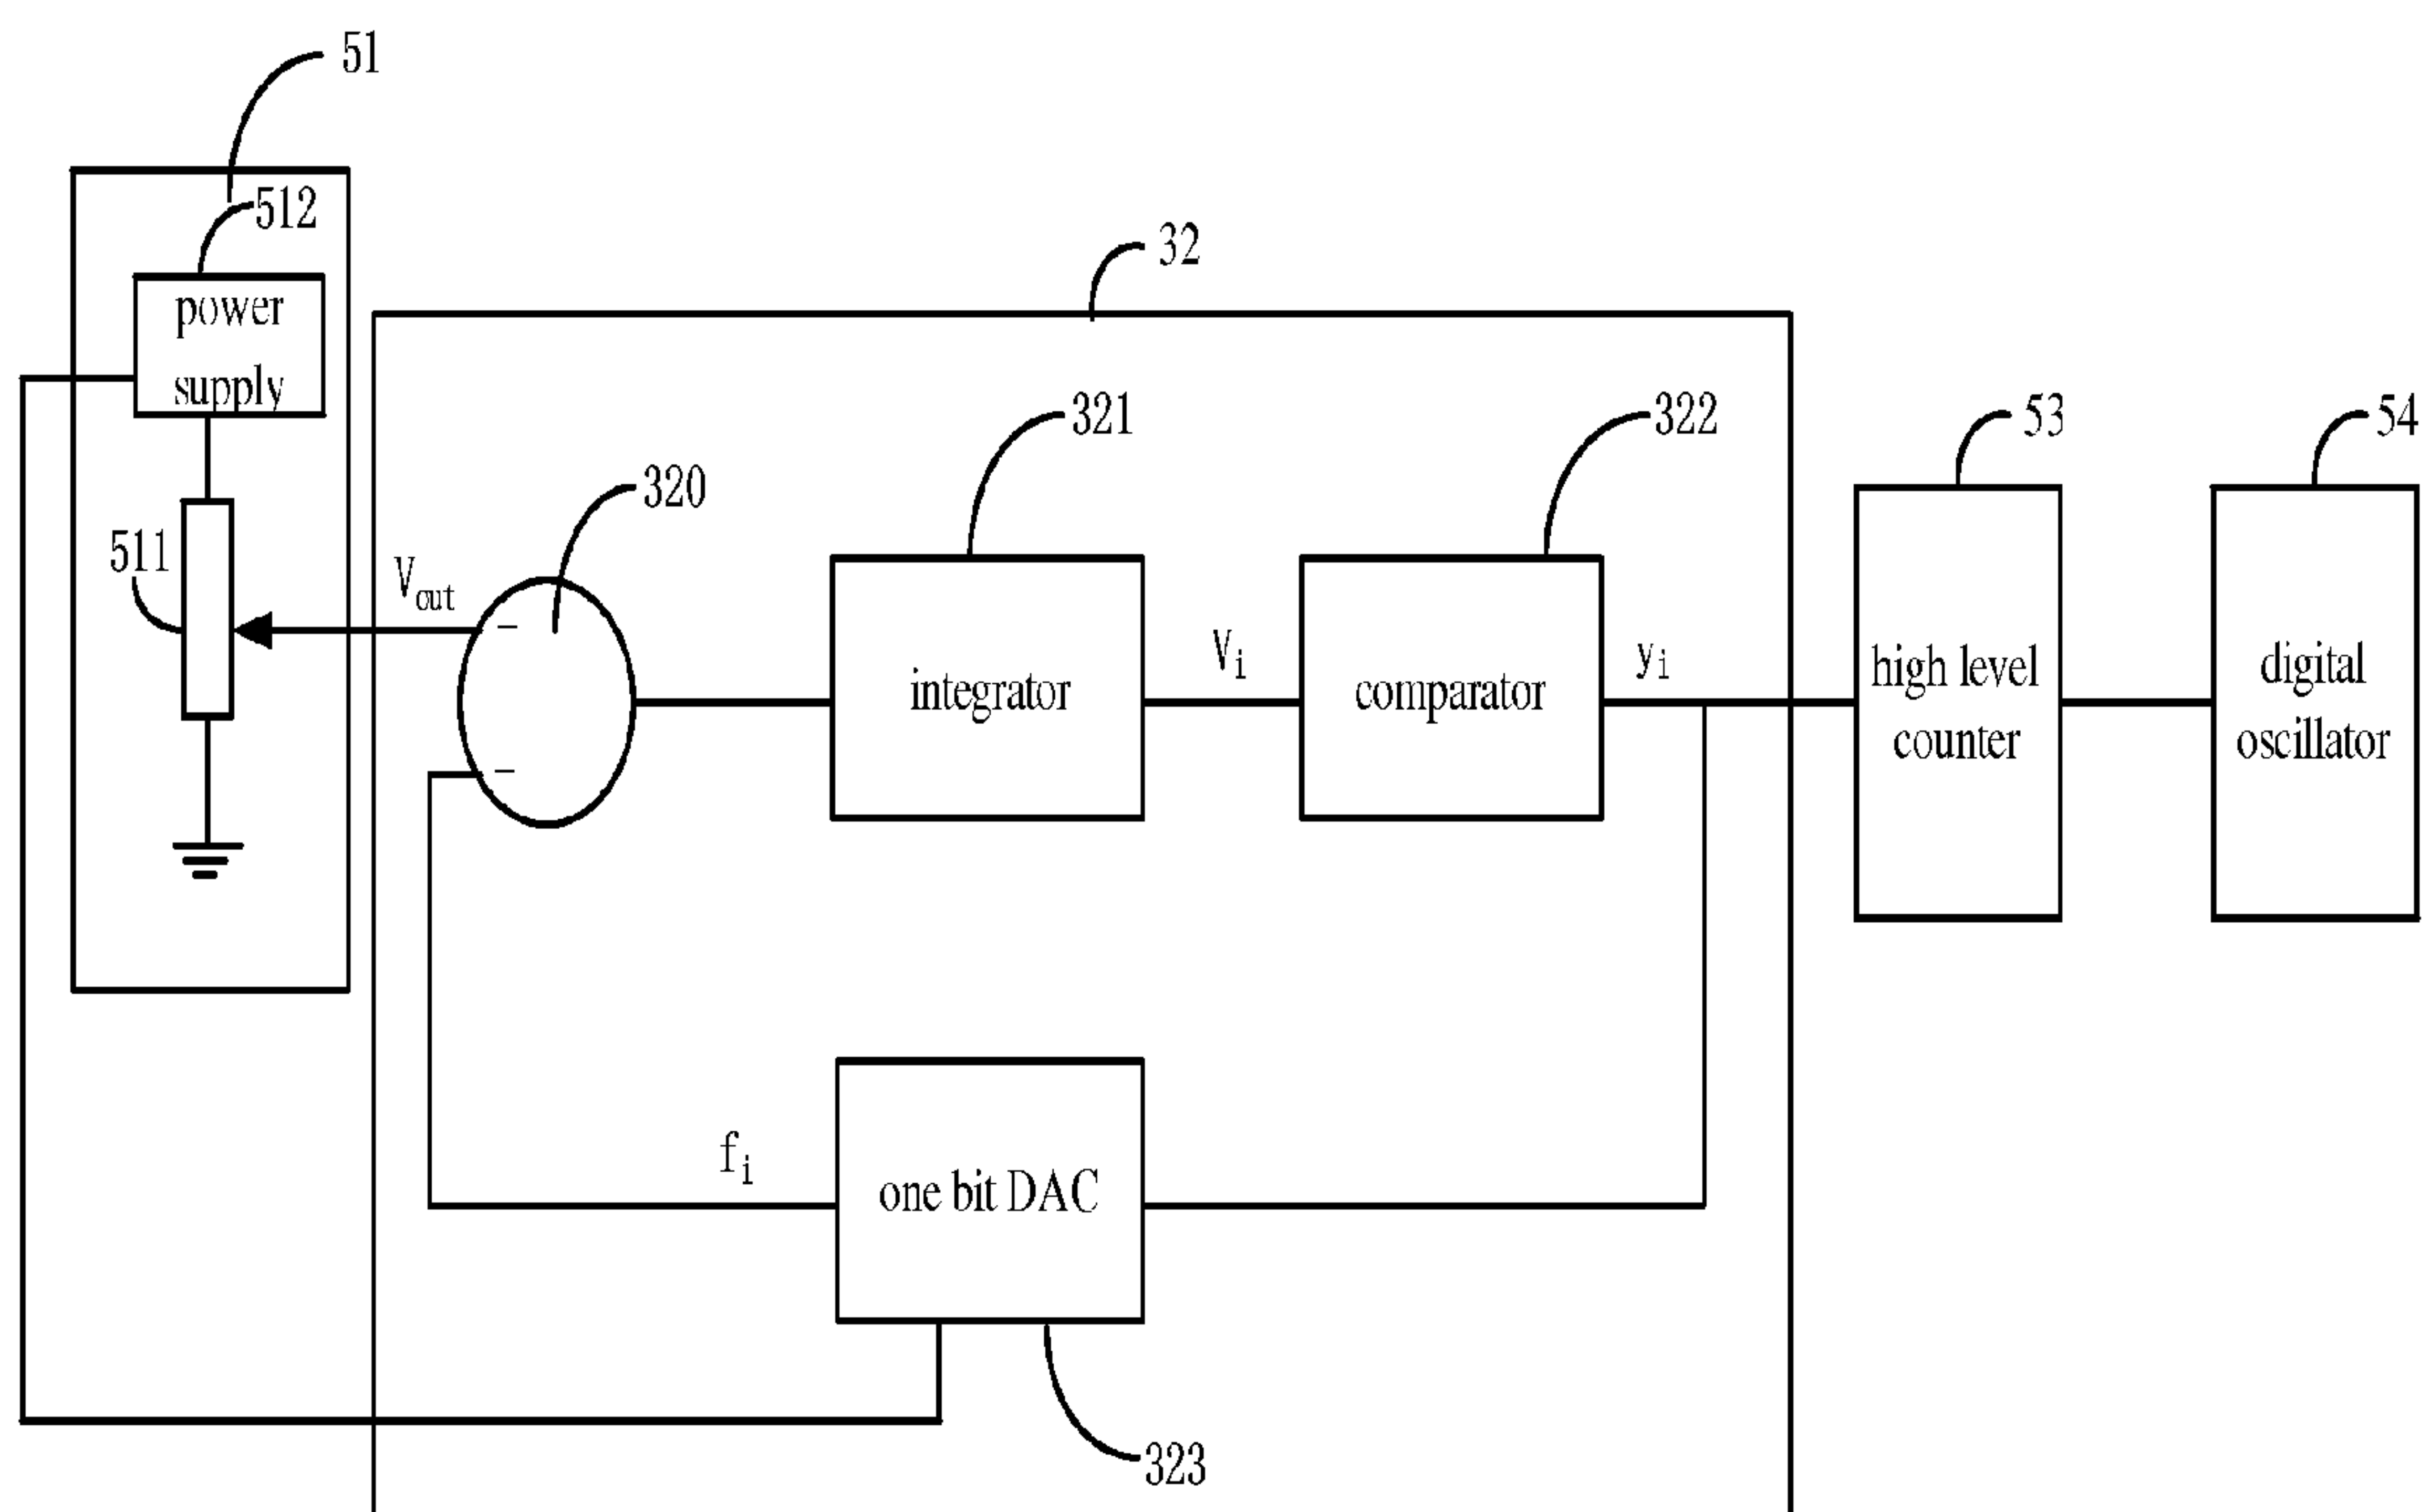 51
512
power
supply
32
321
322
53
54
320
511
Vout
−
−
integrator
Vi
comparator
yi
high level
counter
digital
oscillator
fi
one bit DAC
323